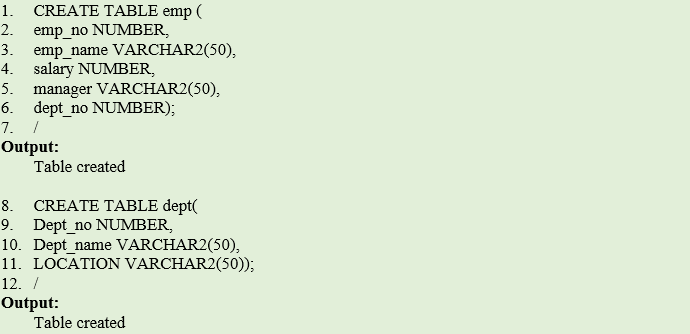 1. CREATE TABLE emp (
2. emp_no NUMBER,
3. emp_name VARCHAR2(50),
4. salary NUMBER,
5. manager VARCHAR2(50),
6. dept_no NUMBER);
7. /
Output:
Table created
8. CREATE TABLE dept(
9. Dept_no NUMBER,
10. Dept_name VARCHAR2(50),
11. LOCATION VARCHAR2(50));
12. /
Output:
Table created